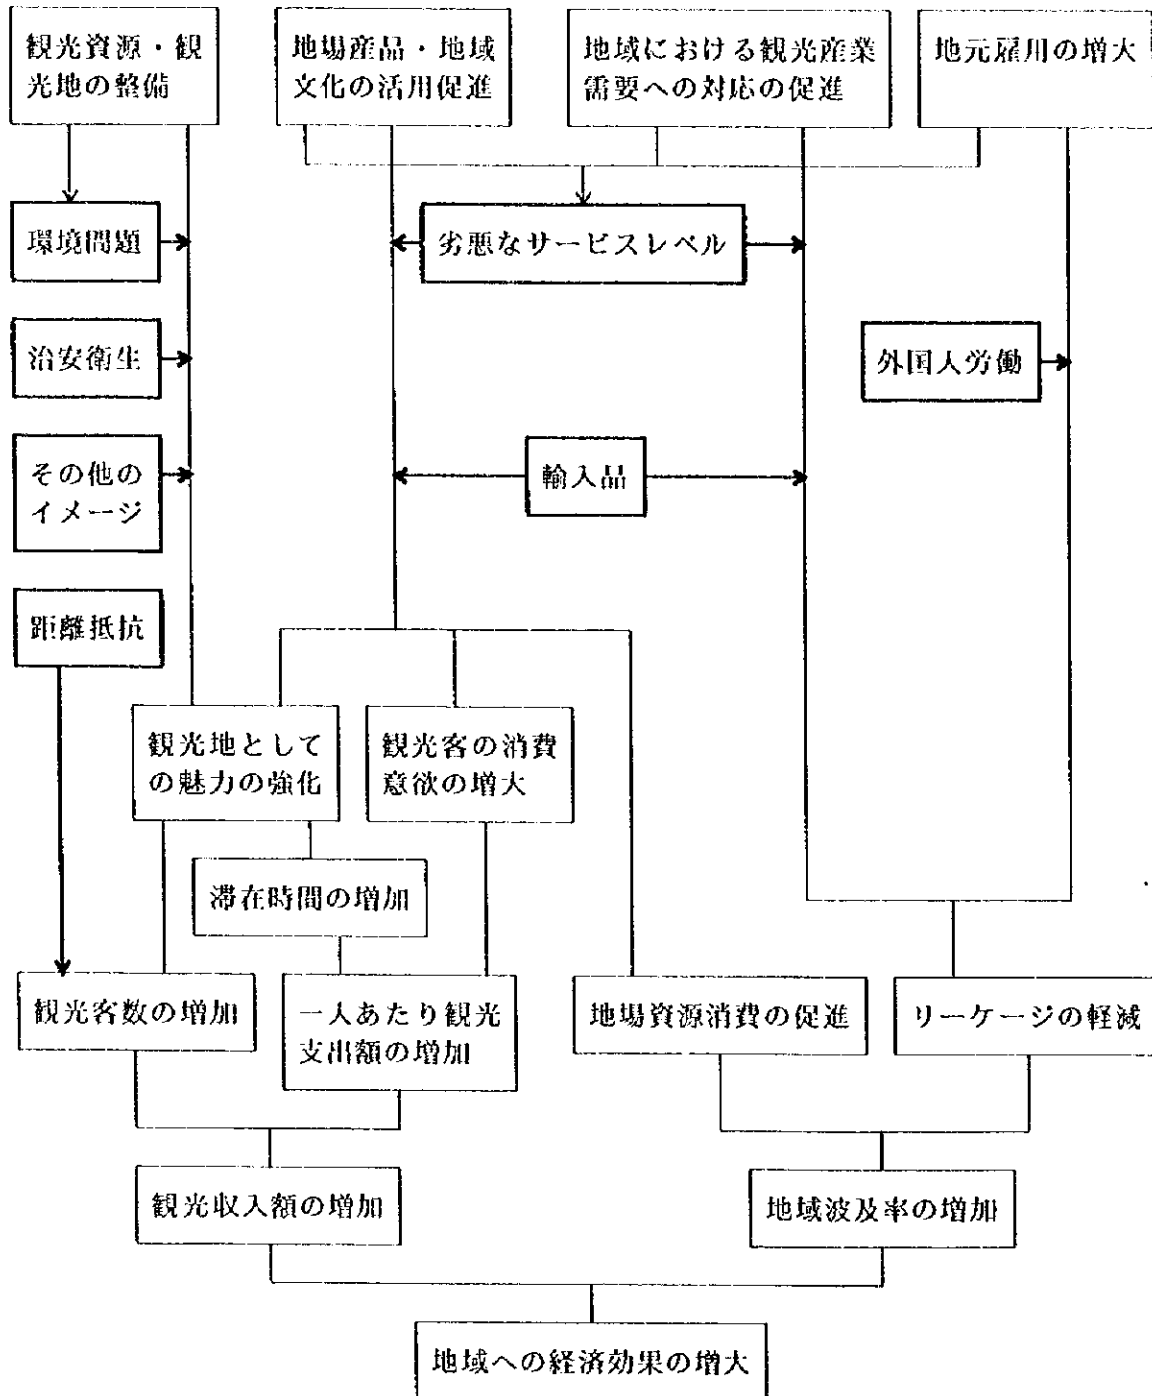 観光資源・観
光地の整備
地場産品・地域
文化の活用促進
地域における観光産業
需要への対応の促進
地元雇用の増大
環境問題
劣悪なサービスレベル
治安衛生
外国人労働
その他の
イメージ
輸入品
距離抵抗
観光地として
の魅力の強化
観光客の消費
意欲の増大
滞在時間の増加
観光客数の増加
一人あたり観光
支出額の増加
地場資源消費の促進
リーケージの軽減
観光収入額の増加
地域波及率の増加
地域への経済効果の増大